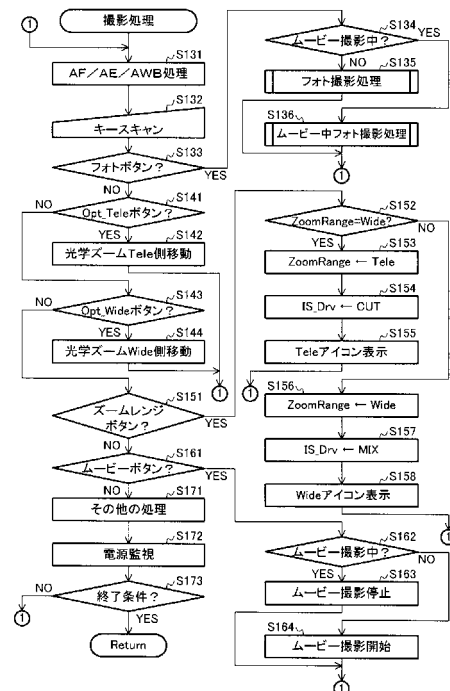 撮影処理
①
S131
AF／AE／AWB処理
S132
キースキャン
S133
フォトボタン？
YES
NO
S141
Opt_Teleボタン？
NO
YES
S142
光学ズームTele側移動
S143
Opt_Wideボタン？
NO
YES
S144
光学ズームWide側移動
①
S151
ズームレンジ
ボタン？
YES
NO
S161
ムービーボタン？
YES
NO
S171
その他の処理
S172
電源監視
S173
終了条件？
NO
YES
①
Return
S134
ムービー撮影中？
YES
NO
S135
フォト撮影処理
S136
ムービー中フォト撮影処理
①
S152
ZoomRange=Wide?
NO
YES
S153
ZoomRange ← Tele
S154
IS_Drv ← CUT
S155
Teleアイコン表示
①
S156
ZoomRange ← Wide
S157
IS_Drv ← MIX
S158
Wideアイコン表示
①
S162
ムービー撮影中？
NO
YES
S163
ムービー撮影停止
S164
ムービー撮影開始
①